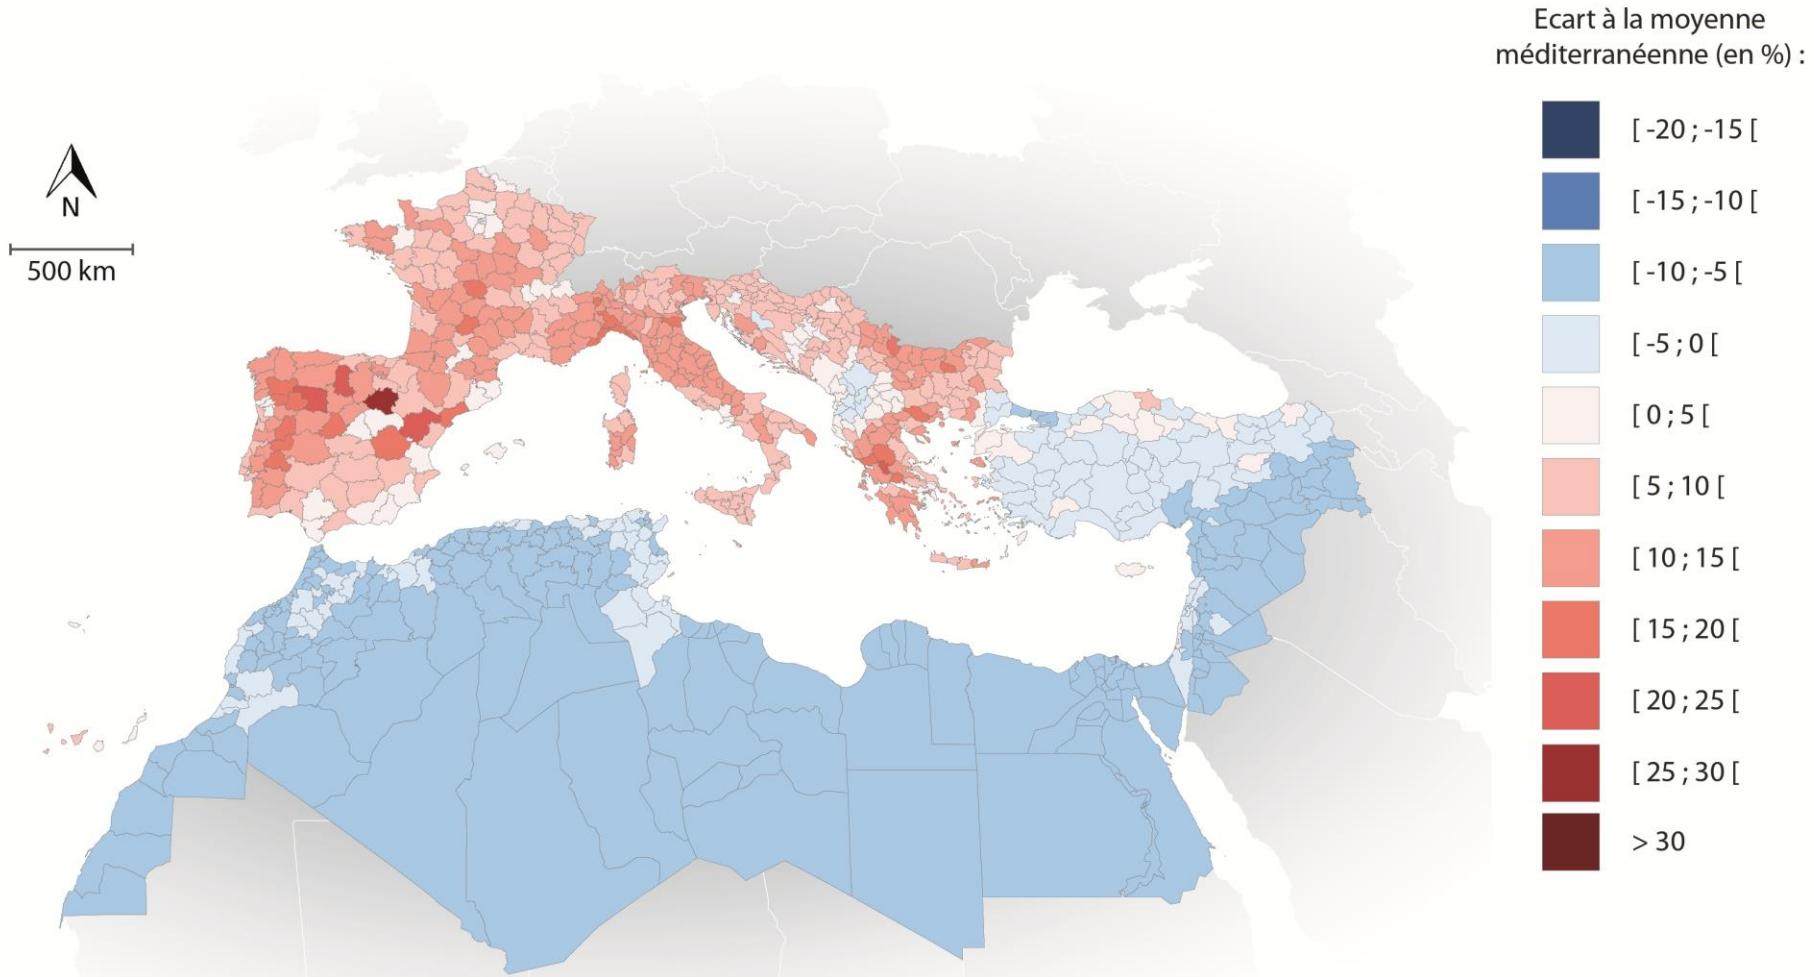 Ecart à la moyenne
méditerranéenne (en %) :
[ -20 ; -15 [
[ -15 ; -10 [
[ -10 ; -5 [
[ -5 ; 0 [
[ 0 ; 5 [
[ 5 ; 10 [
[ 10 ; 15 [
[ 15 ; 20 [
[ 20 ; 25 [
[ 25 ; 30 [
> 30
N
500 km